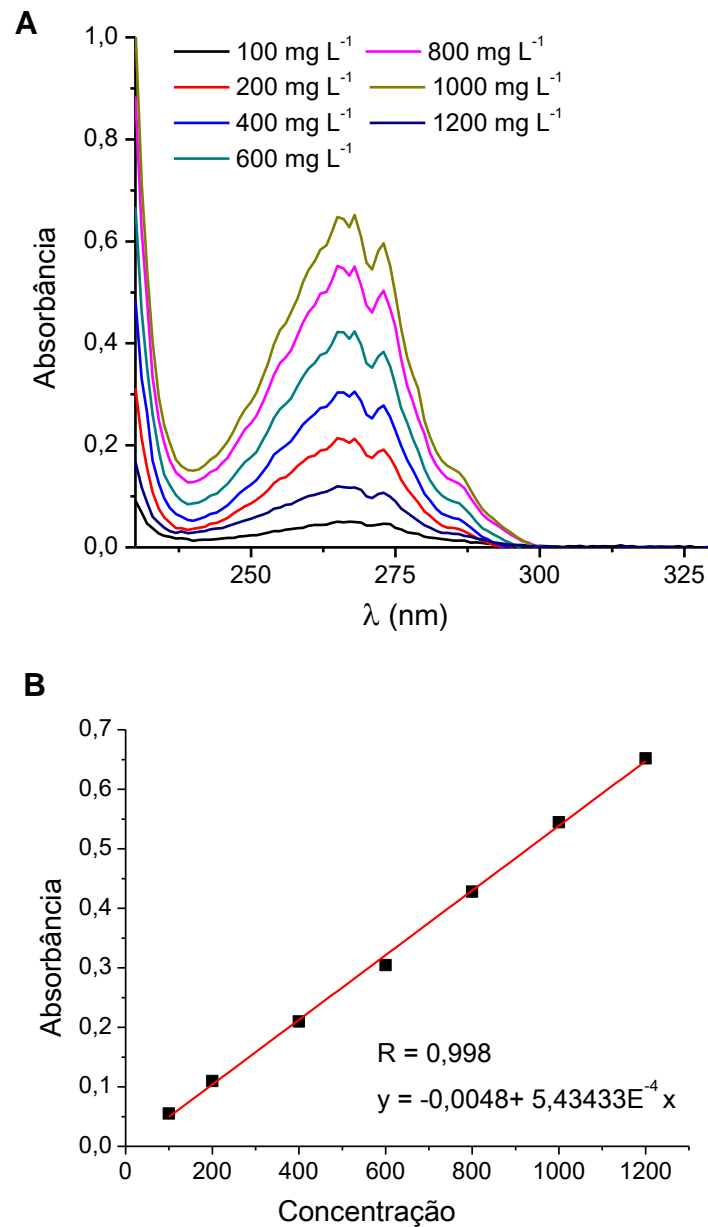 A
1,0
0,8
0,6
0,4
0,2
0,0
Absorbância
100 mg L⁻¹
200 mg L⁻¹
400 mg L⁻¹
600 mg L⁻¹
800 mg L⁻¹
1000 mg L⁻¹
1200 mg L⁻¹
250 275 300 325
λ (nm)
B
0,7
0,6
0,5
0,4
0,3
0,2
0,1
0,0
Absorbância
R = 0,998
y = -0,0048+ 5,43433E⁻⁴ x
0 200 400 600 800 1000 1200
Concentração